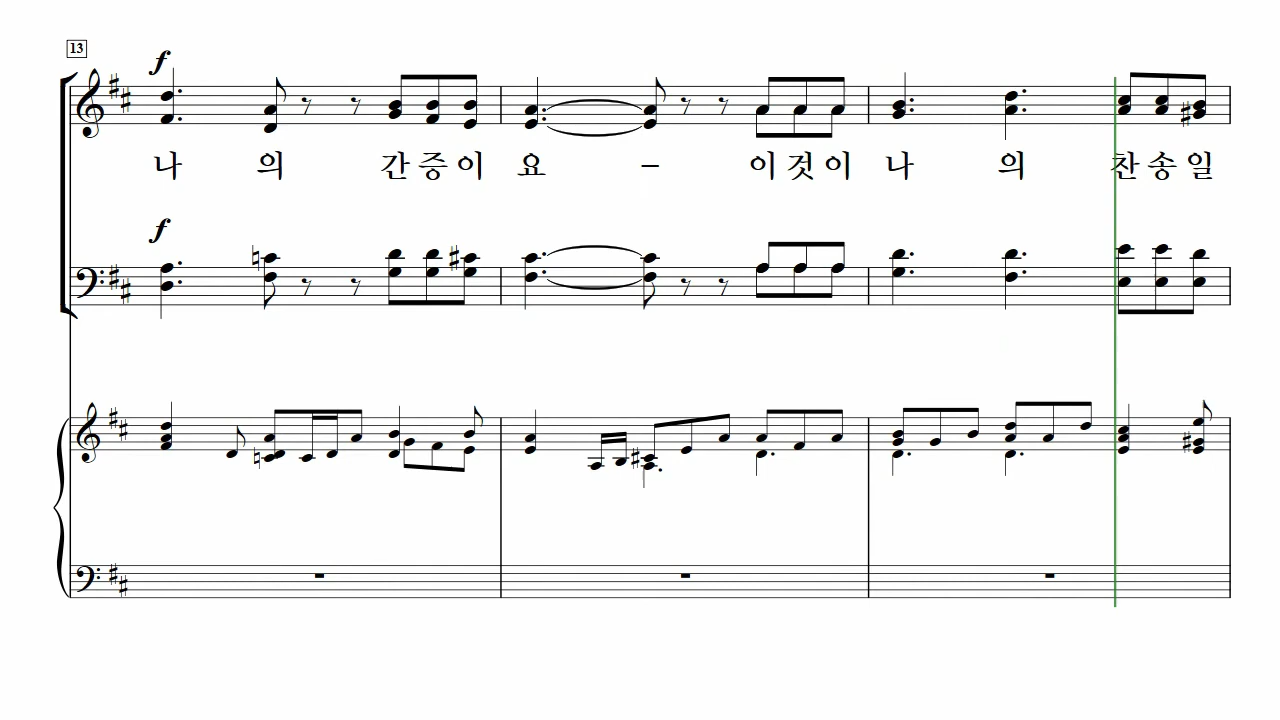 13
f
나 의 간 증 이 요 – 이 것 이 나 의 찬 송 일
f